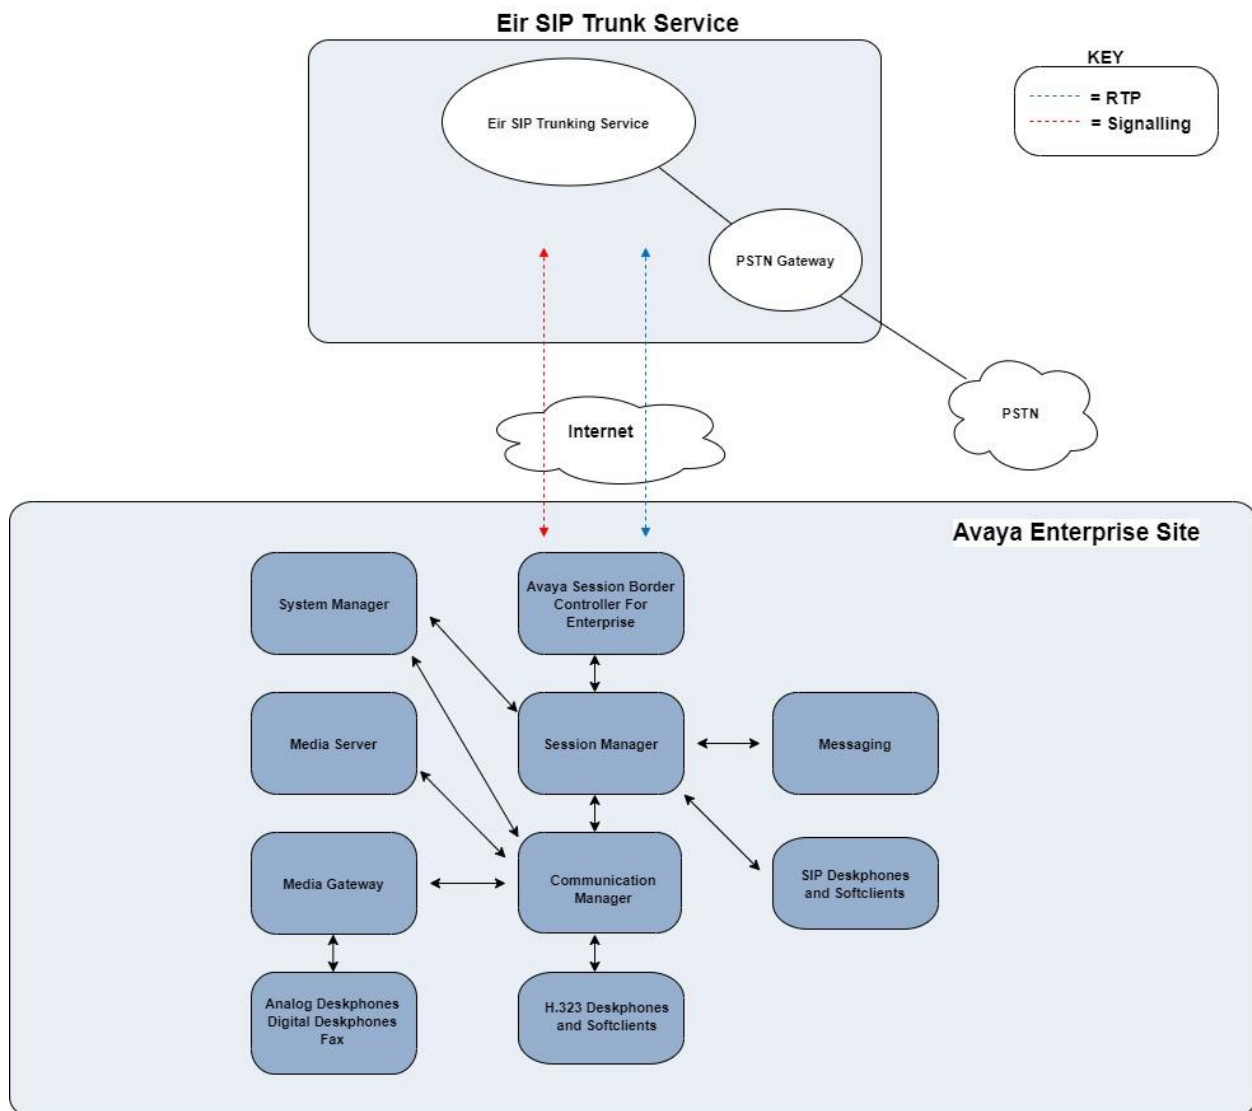 Eir SIP Trunk Service
KEY
= RTP
= Signalling
Eir SIP Trunking Service
PSTN Gateway
PSTN
Internet
Avaya Enterprise Site
System Manager
Avaya Session Border
Controller For
Enterprise
Media Server
Session Manager
Messaging
Media Gateway
Communication
Manager
SIP Deskphones
and Softclients
Analog Deskphones
Digital Deskphones
Fax
H.323 Deskphones
and Softclients